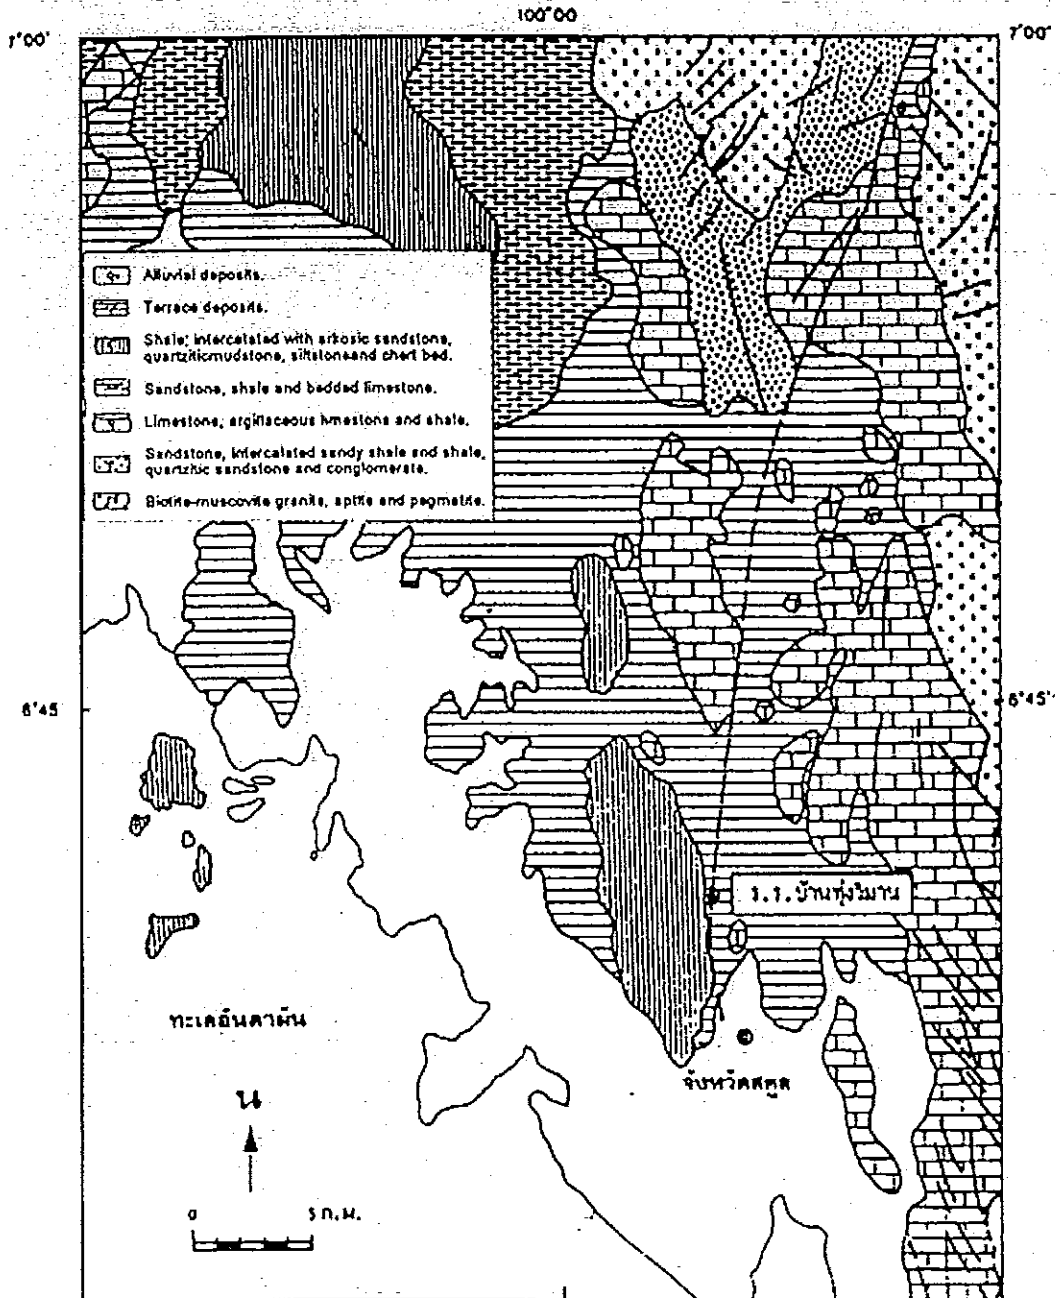 100°00
7°00'
7°00'
Alluvial deposits.
Terrace deposits.
Shale; intercalated with arkosic sandstone,
quartziticmudstone, siltstoneand chert bed.
Sandstone, shale and bedded limestone.
Limestone; argillaceous limestone and shale.
Sandstone, intercalated sandy shale and shale,
quartzitic sandstone and conglomerate.
Biotite-muscovite granite, aplite and pegmatite.
6°45
6°45'
ร.ร.บ้านทุ่งวิมาน
ทะเลอันดามัน
จังหวัดสตูล
น
0 5 ก.ม.